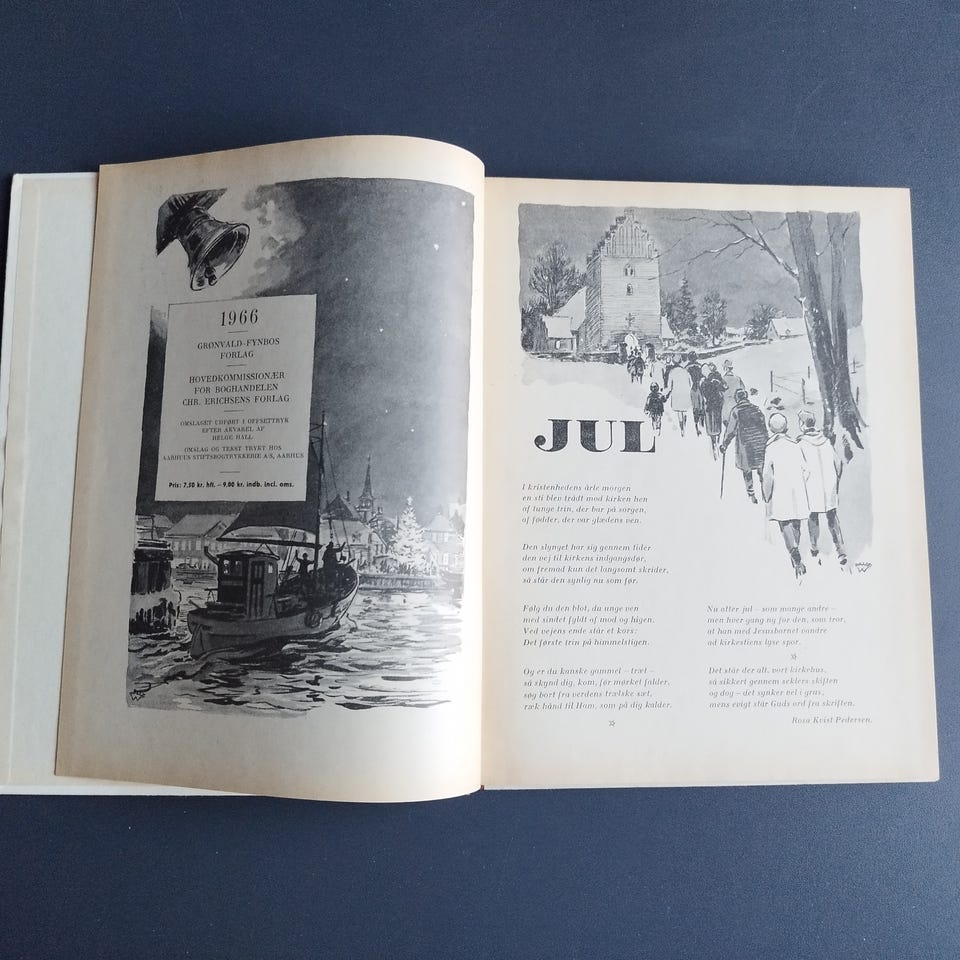 1966
GRØNVALD-FYNBOS
FORLAG
HOVEDKOMMISSIONÆR
FOR BOGHANDELEN
CHR. ERICHSENS FORLAG
OMSLAGET UDFØRT I OFFSETTRYK
EFTER AKVAREL AF
HELGE HALL
OMSLAG OG TEKST TRYKT HOS
AARHUUS STIFTSBOGTRYKKERIE A/S, AARHUS
Pris: 7,50 kr. hft. – 9,00 kr. indb. incl. oms.
JUL
I kristenhedens årle morgen
en sti blev trådt mod kirken hen
af tunge trin, der bar på sorgen,
af fødder, der var glædens ven.
Den slynget har sig gennem tider
den vej til kirkens indgangsdør,
om fremad kun det langsomt skrider,
så står den synlig nu som før.
Følg du den blot, du unge ven
med sindet fyldt af mod og higen.
Ved vejens ende står et kors:
Det første trin på himmelstigen.
Og er du kanske gammel – træt –
så skynd dig, kom, før mørket falder,
søg bort fra verdens trælske sæt,
ræk hånd til Ham, som på dig kalder.
Nu atter jul – som mange andre –
men hver gang ny for den, som tror,
at han med Jesusbarnet vandre
ad kirkestiens lyse spor.
Det står der alt, vort kirkehus,
så sikkert gennem seklers skiften
og dog – det synker vel i grus,
mens evigt står Guds ord fra skriften.
Rosa Kvist Pedersen.